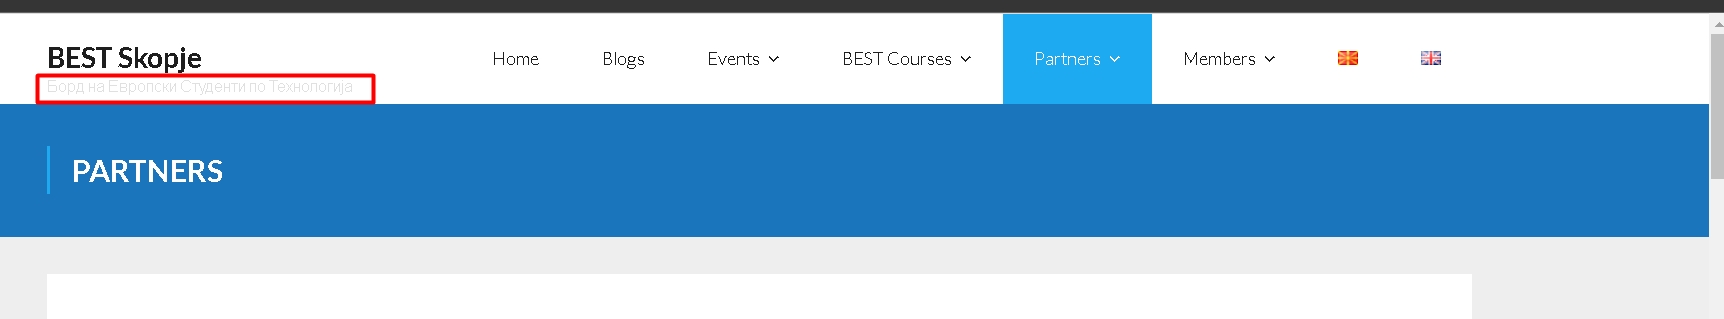 BEST Skopje
Борд на Европски Студенти по Технологија
Home Blogs Events BEST Courses Partners Members
PARTNERS